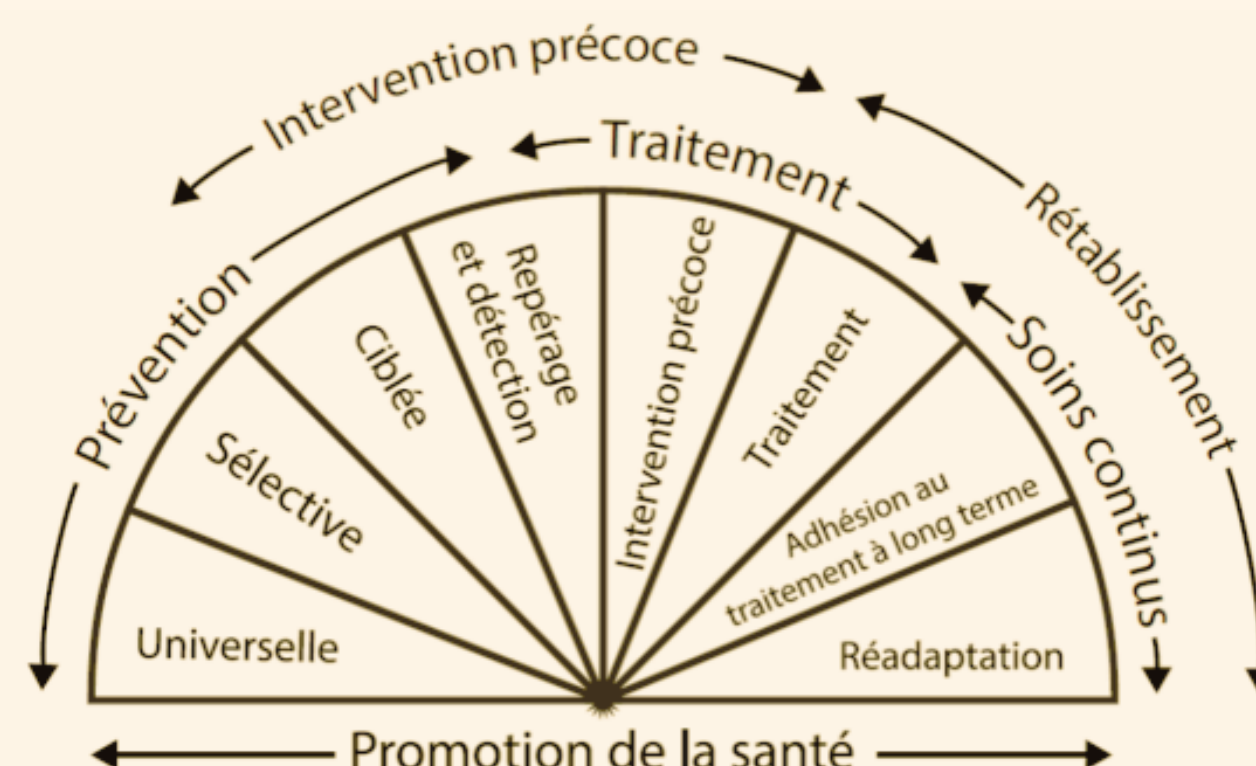 Intervention précoce
Traitement
Rétablissement
Prévention
Soins continus
Universelle
Sélective
Ciblée
Repérage
et détection
Intervention précoce
Traitement
Adhésion au
traitement à long terme
Réadaptation
Promotion de la santé